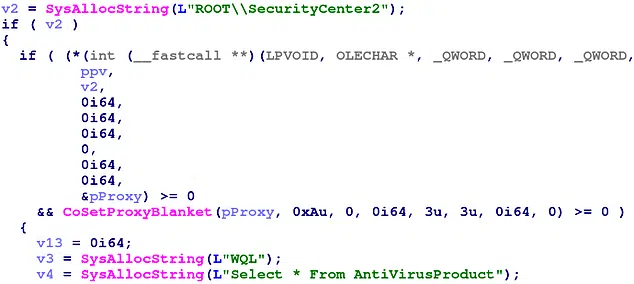 v2 = SysAllocString(L"ROOT\\SecurityCenter2");
if ( v2 )
{
if ( (*(int (__fastcall **)(LPVOID, OLECHAR *, _QWORD, _QWORD, _QWORD,
ppv,
v2,
0i64,
0i64,
0i64,
0,
0i64,
0i64,
&pProxy) >= 0
&& CoSetProxyBlanket(pProxy, 0xAu, 0, 0i64, 3u, 3u, 0i64, 0) >= 0 )
{
v13 = 0i64;
v3 = SysAllocString(L"WQL");
v4 = SysAllocString(L"Select * From AntiVirusProduct");